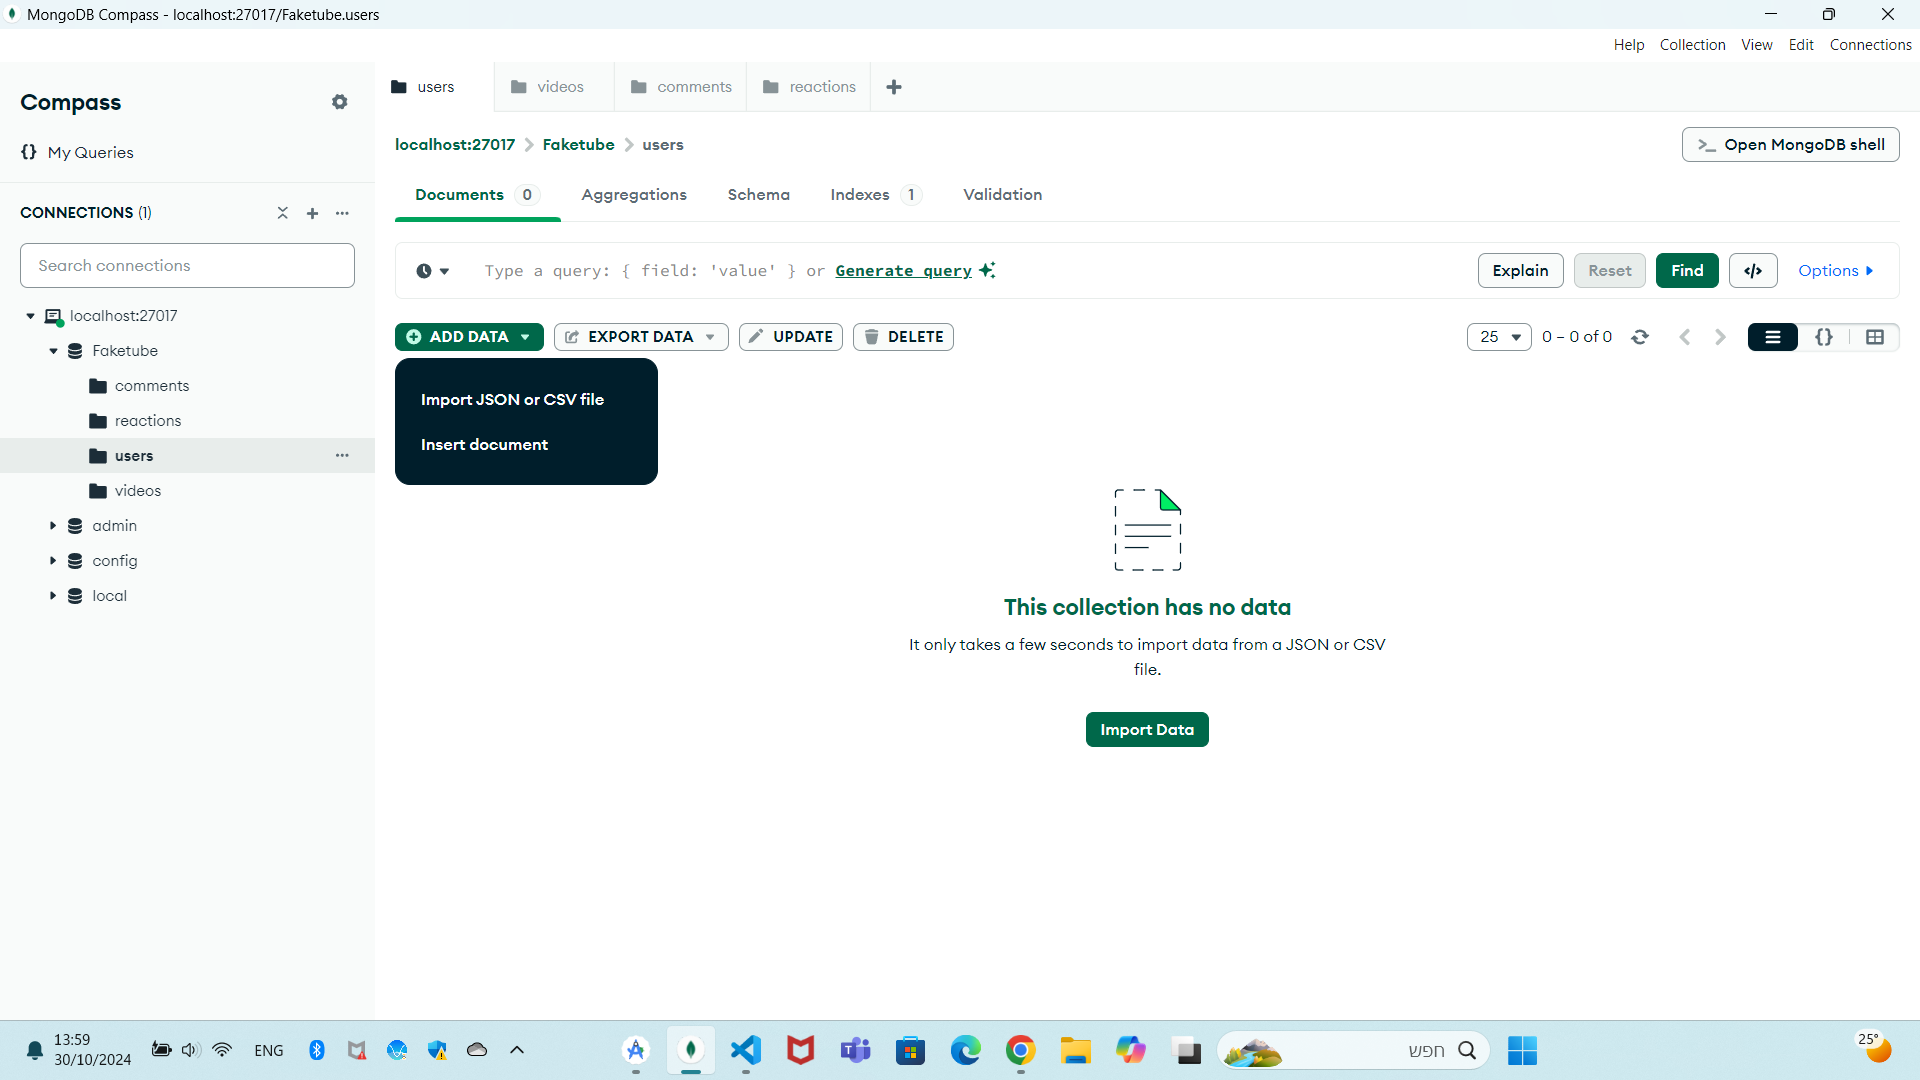 MongoDB Compass - localhost:27017/Faketube.users
Help Collection View Edit Connections
Compass
My Queries
CONNECTIONS (1)
Search connections
localhost:27017
Faketube
comments
reactions
users
videos
admin
config
local
users videos comments reactions
localhost:27017 Faketube users
Open MongoDB shell
Documents 0 Aggregations Schema Indexes 1 Validation
Type a query: { field: 'value' } or Generate query
Explain Reset Find </> Options
ADD DATA EXPORT DATA UPDATE DELETE
25 0 – 0 of 0
Import JSON or CSV file
Insert document
This collection has no data
It only takes a few seconds to import data from a JSON or CSV
file.
Import Data
13:59
30/10/2024
ENG
חפש
25°